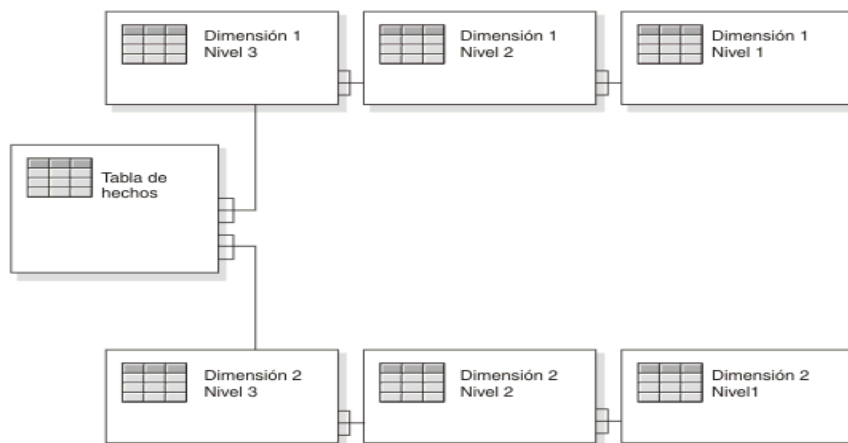 Dimensión 1
Nivel 3
Dimensión 1
Nivel 2
Dimensión 1
Nivel 1
Tabla de
hechos
Dimensión 2
Nivel 3
Dimensión 2
Nivel 2
Dimensión 2
Nivel1